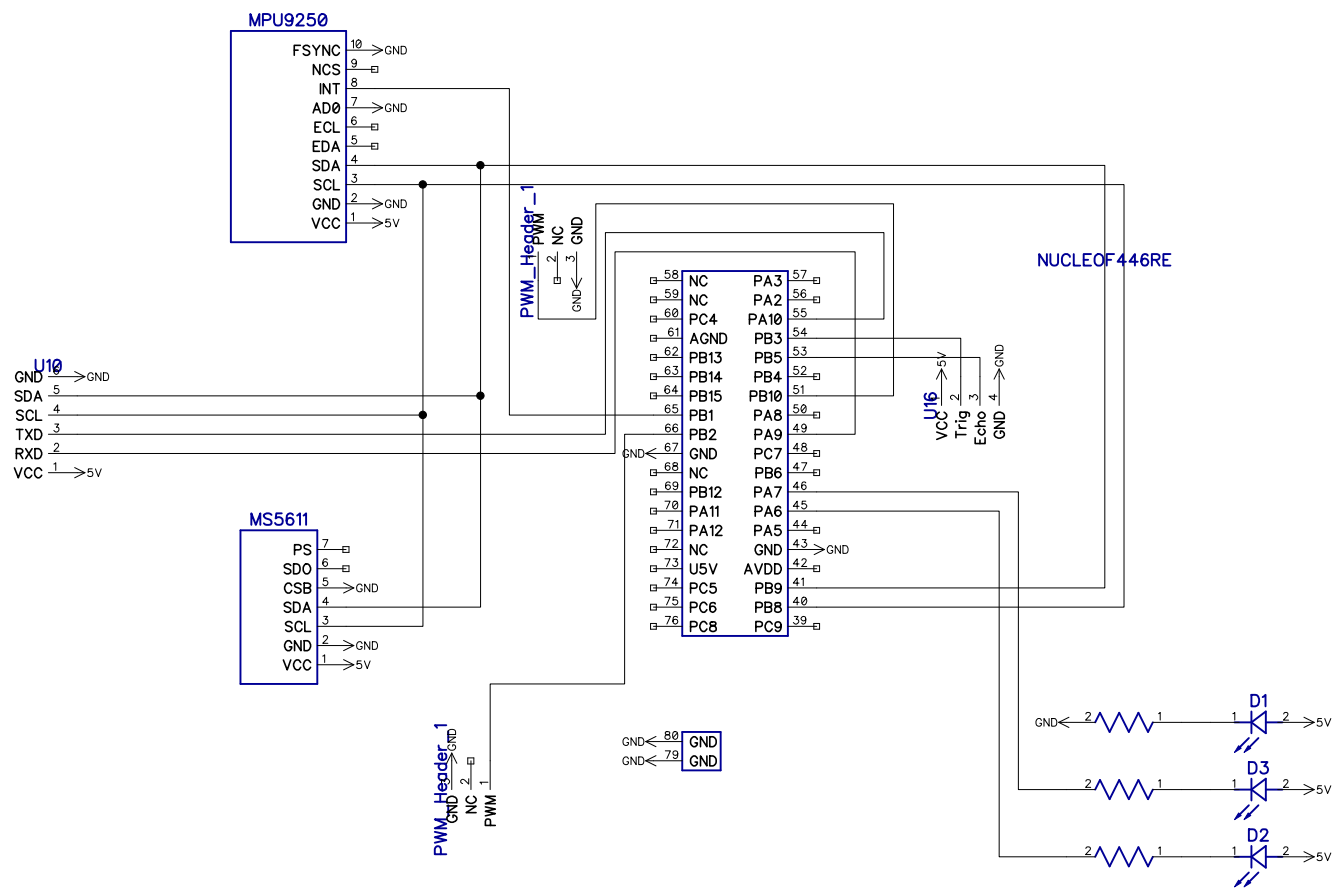 MPU9250
FSYNC 10 GND
NCS 9
INT 8
AD0 7 GND
ECL 6
EDA 5
SDA 4
SCL 3
GND 2 GND
VCC 1 5V
PWM_Header_1
1 PWM
2 NC
3 GND
GND
NUCLEOF446RE
58 NC PA3 57
59 NC PA2 56
60 PC4 PA10 55
61 AGND PB3 54
62 PB13 PB5 53
63 PB14 PB4 52
64 PB15 PB10 51
65 PB1 PA8 50
66 PB2 PA9 49
GND 67 GND PC7 48
68 NC PB6 47
69 PB12 PA7 46
70 PA11 PA6 45
71 PA12 PA5 44
72 NC GND 43 GND
73 U5V AVDD 42
74 PC5 PB9 41
75 PC6 PB8 40
76 PC8 PC9 39
U16
VCC 1 5V
Trig 2
Echo 3
GND 4 GND
U10
GND 6 GND
SDA 5
SCL 4
TXD 3
RXD 2
VCC 1 5V
MS5611
PS 7
SDO 6
CSB 5 GND
SDA 4
SCL 3
GND 2 GND
VCC 1 5V
PWM_Header_1
GND 3 GND
NC 2
PWM 1
GND 80 GND
GND 79 GND
D1
GND 2 1 1 2 5V
D3
2 1 1 2 5V
D2
2 1 1 2 5V